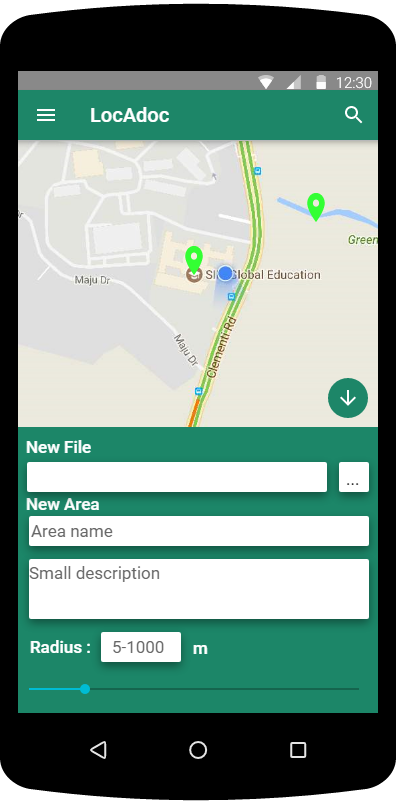 12:30
LocAdoc
Green
Global Education
Maju Dr
Maju Dr
Clementi Rd
New File
...
New Area
Area name
Small description
Radius : 5-1000 m